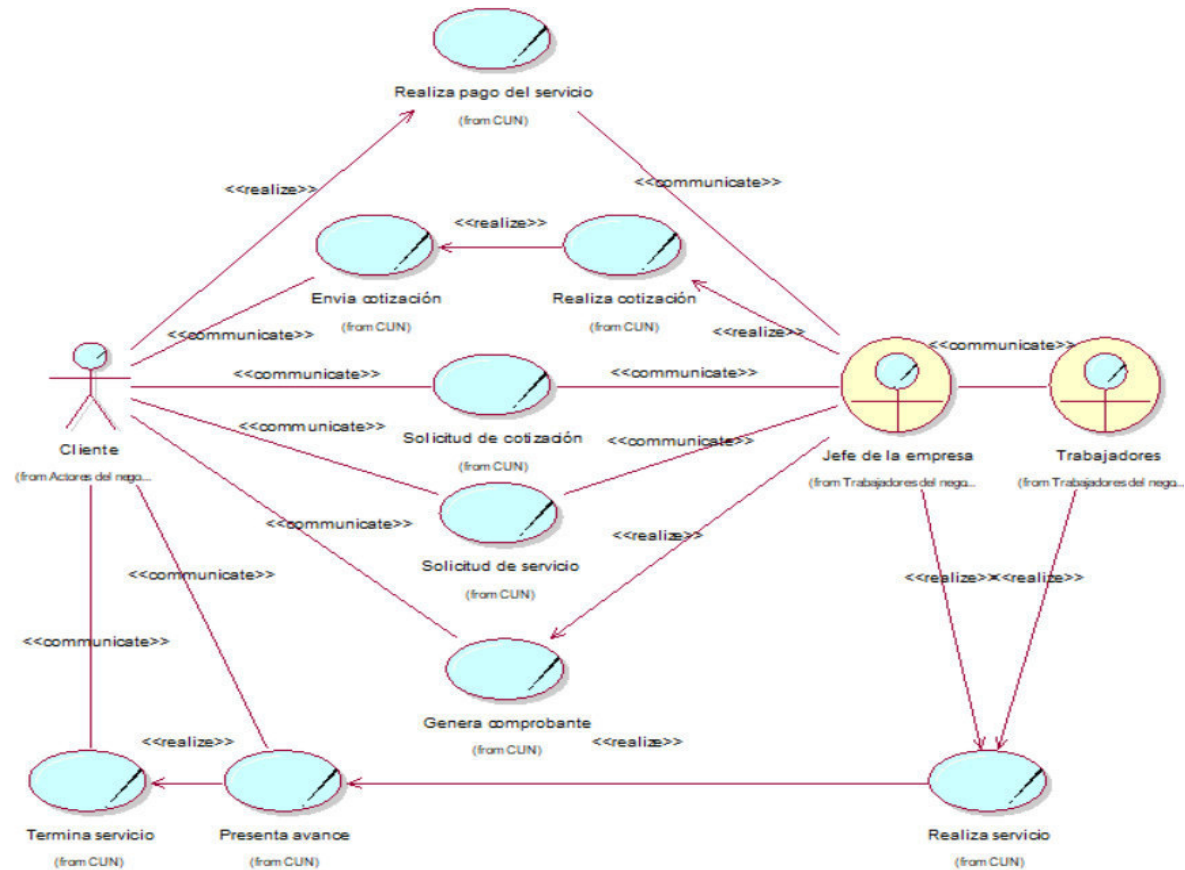 Realiza pago del servicio
(from CUN)
<<realize>>
<<communicate>>
<<realize>>
Envia cotización
(from CUN)
Realiza cotización
(from CUN)
<<communicate>>
<<realize>>
<<communicate>>
<<communicate>>
<<communicate>>
Cliente
(from Actores del nego...
Solicitud de cotización
(from CUN)
<<communicate>>
<<communicate>>
Jefe de la empresa
(from Trabajadores del nego...
Trabajadores
(from Trabajadores del nego...
<<communicate>>
Solicitud de servicio
(from CUN)
<<realize>>
<<communicate>>
<<realize>>
<<realize>>
<<communicate>>
Genera comprobante
(from CUN)
<<realize>>
<<realize>>
Termina servicio
(from CUN)
Presenta avance
(from CUN)
Realiza servicio
(from CUN)